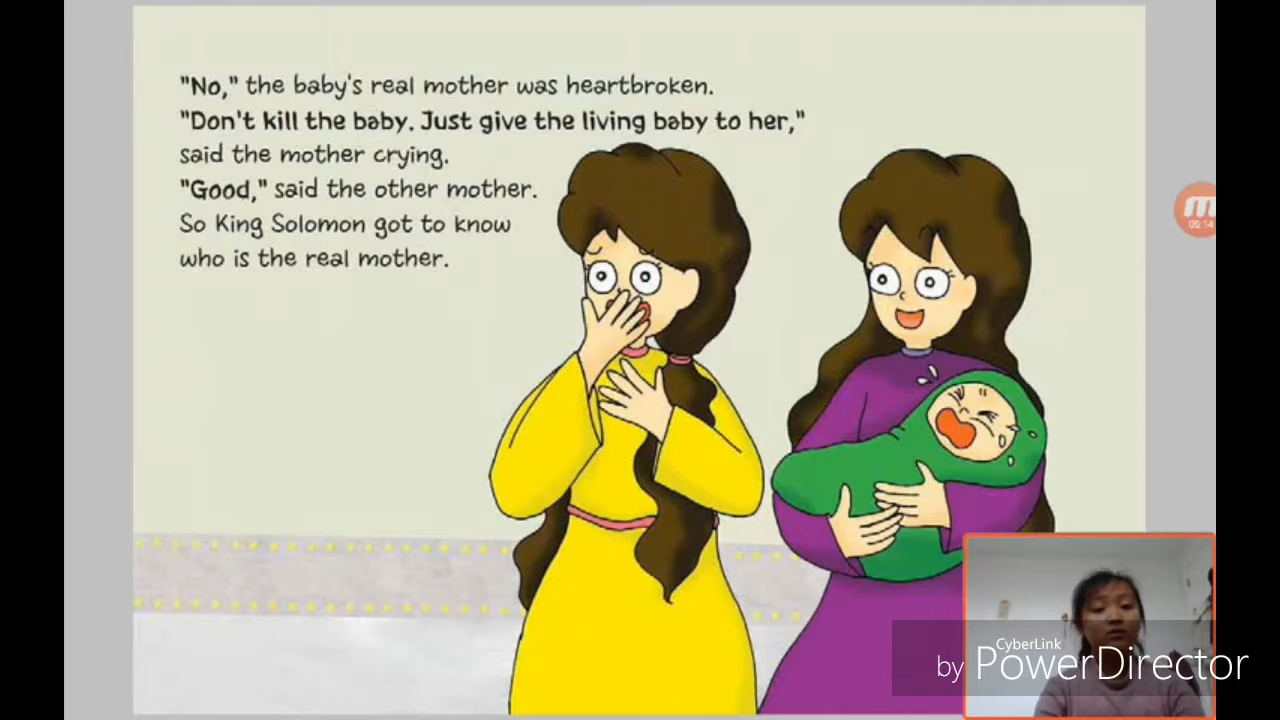 "No," the baby's real mother was heartbroken.
"Don't kill the baby. Just give the living baby to her,"
said the mother crying.
"Good," said the other mother.
So King Solomon got to know
who is the real mother.
05:14
CyberLink
by PowerDirector